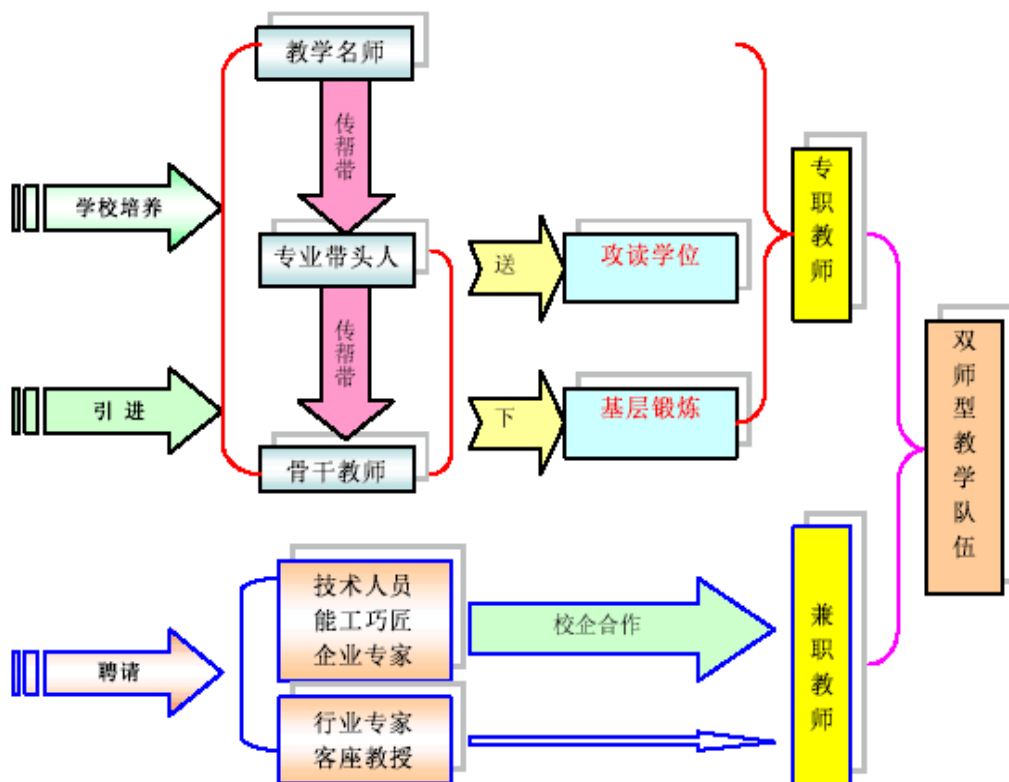 教学名师
传帮带
学校培养
专业带头人
送
攻读学位
专职教师
传帮带
引进
下
基层锻炼
骨干教师
双师型教学队伍
技术人员
能工巧匠
企业专家
校企合作
聘请
兼职教师
行业专家
客座教授